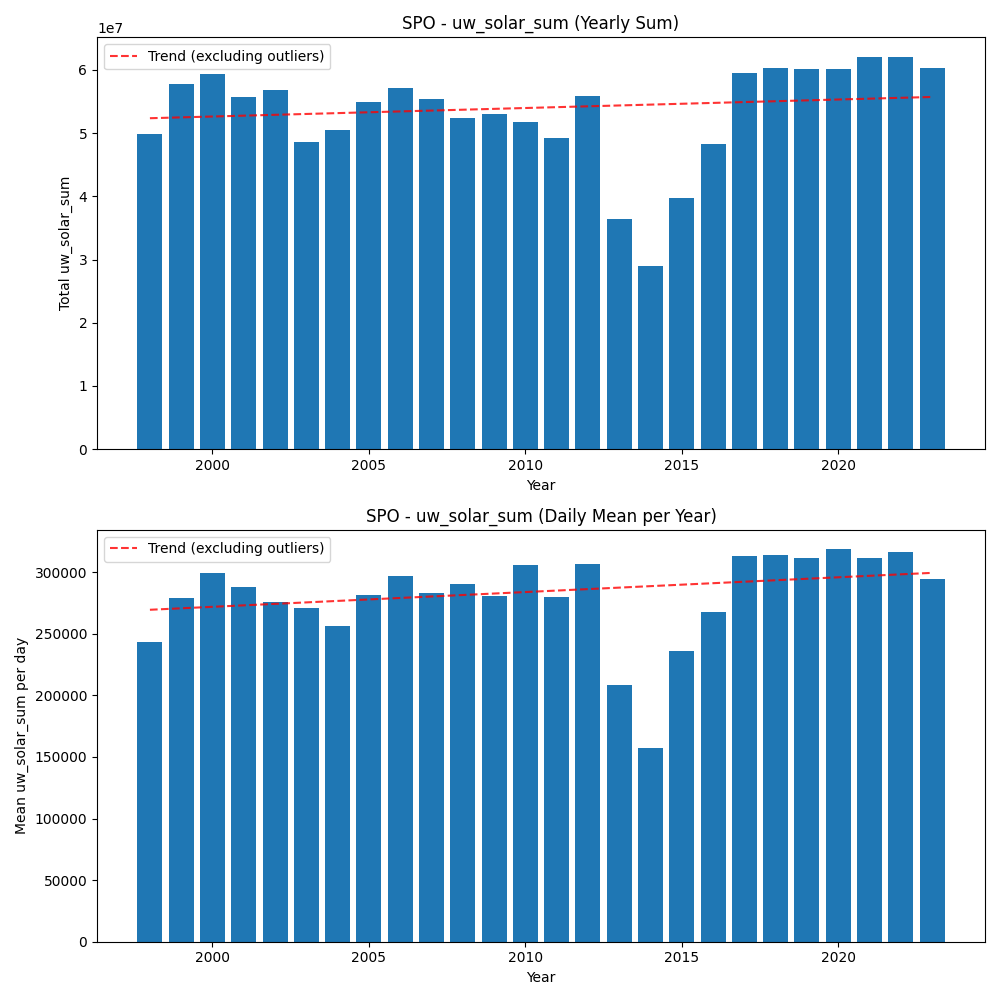 SPO - uw_solar_sum (Yearly Sum)
1e7
Trend (excluding outliers)
6
5
4
3
2
1
0
Total uw_solar_sum
2000 2005 2010 2015 2020
Year
SPO - uw_solar_sum (Daily Mean per Year)
Trend (excluding outliers)
300000
250000
200000
150000
100000
50000
0
Mean uw_solar_sum per day
2000 2005 2010 2015 2020
Year